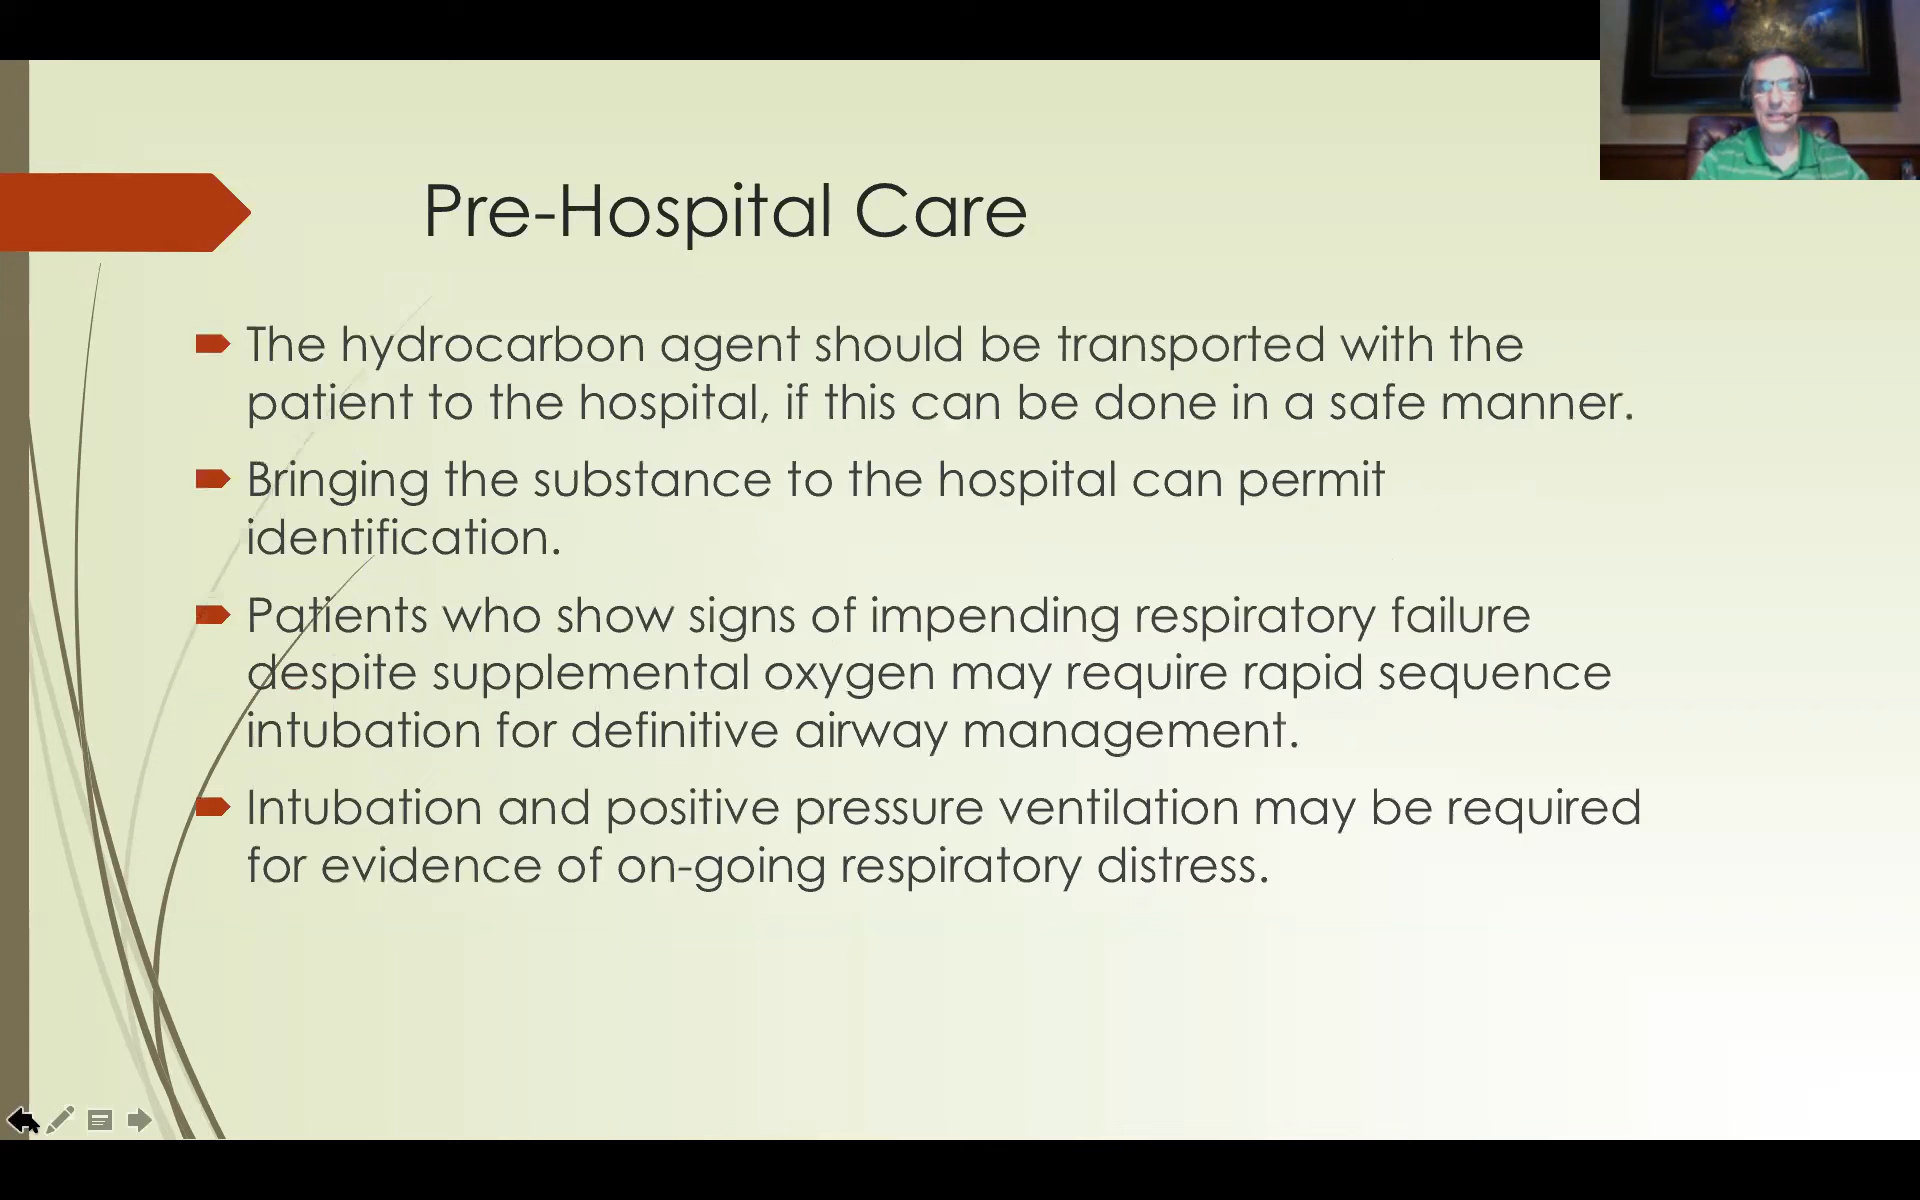 Pre-Hospital Care
The hydrocarbon agent should be transported with the
patient to the hospital, if this can be done in a safe manner.
Bringing the substance to the hospital can permit
identification.
Patients who show signs of impending respiratory failure
despite supplemental oxygen may require rapid sequence
intubation for definitive airway management.
Intubation and positive pressure ventilation may be required
for evidence of on-going respiratory distress.